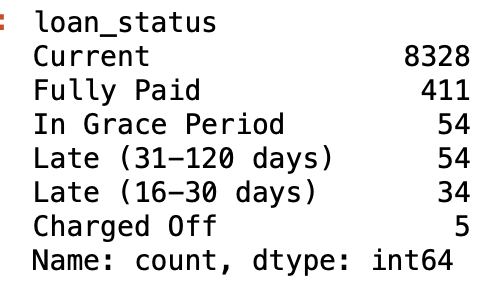 loan_status
Current 8328
Fully Paid 411
In Grace Period 54
Late (31-120 days) 54
Late (16-30 days) 34
Charged Off 5
Name: count, dtype: int64